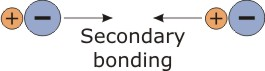 + − + −
Secondary
bonding